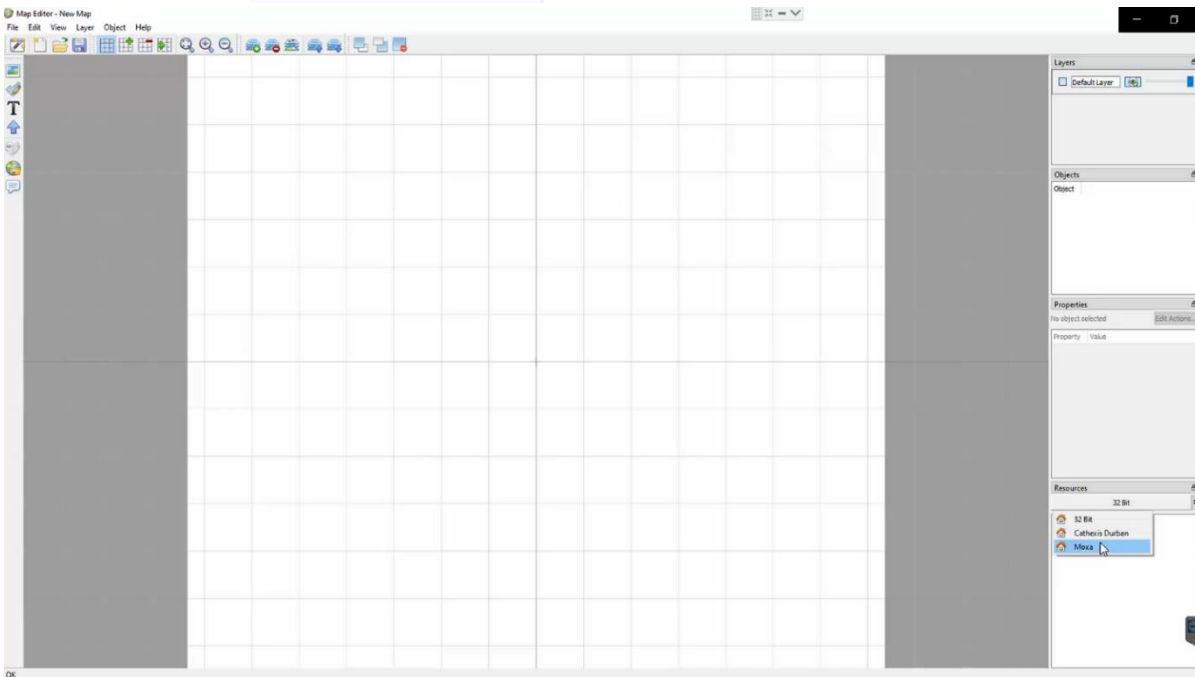 Map Editor - New Map
File Edit View Layer Object Help
T
Layers
Default Layer
Objects
Object
Properties
No object selected
Edit Actions...
Property Value
Resources
32 Bit
32 Bit
Cathexis Durban
Moxa
OK